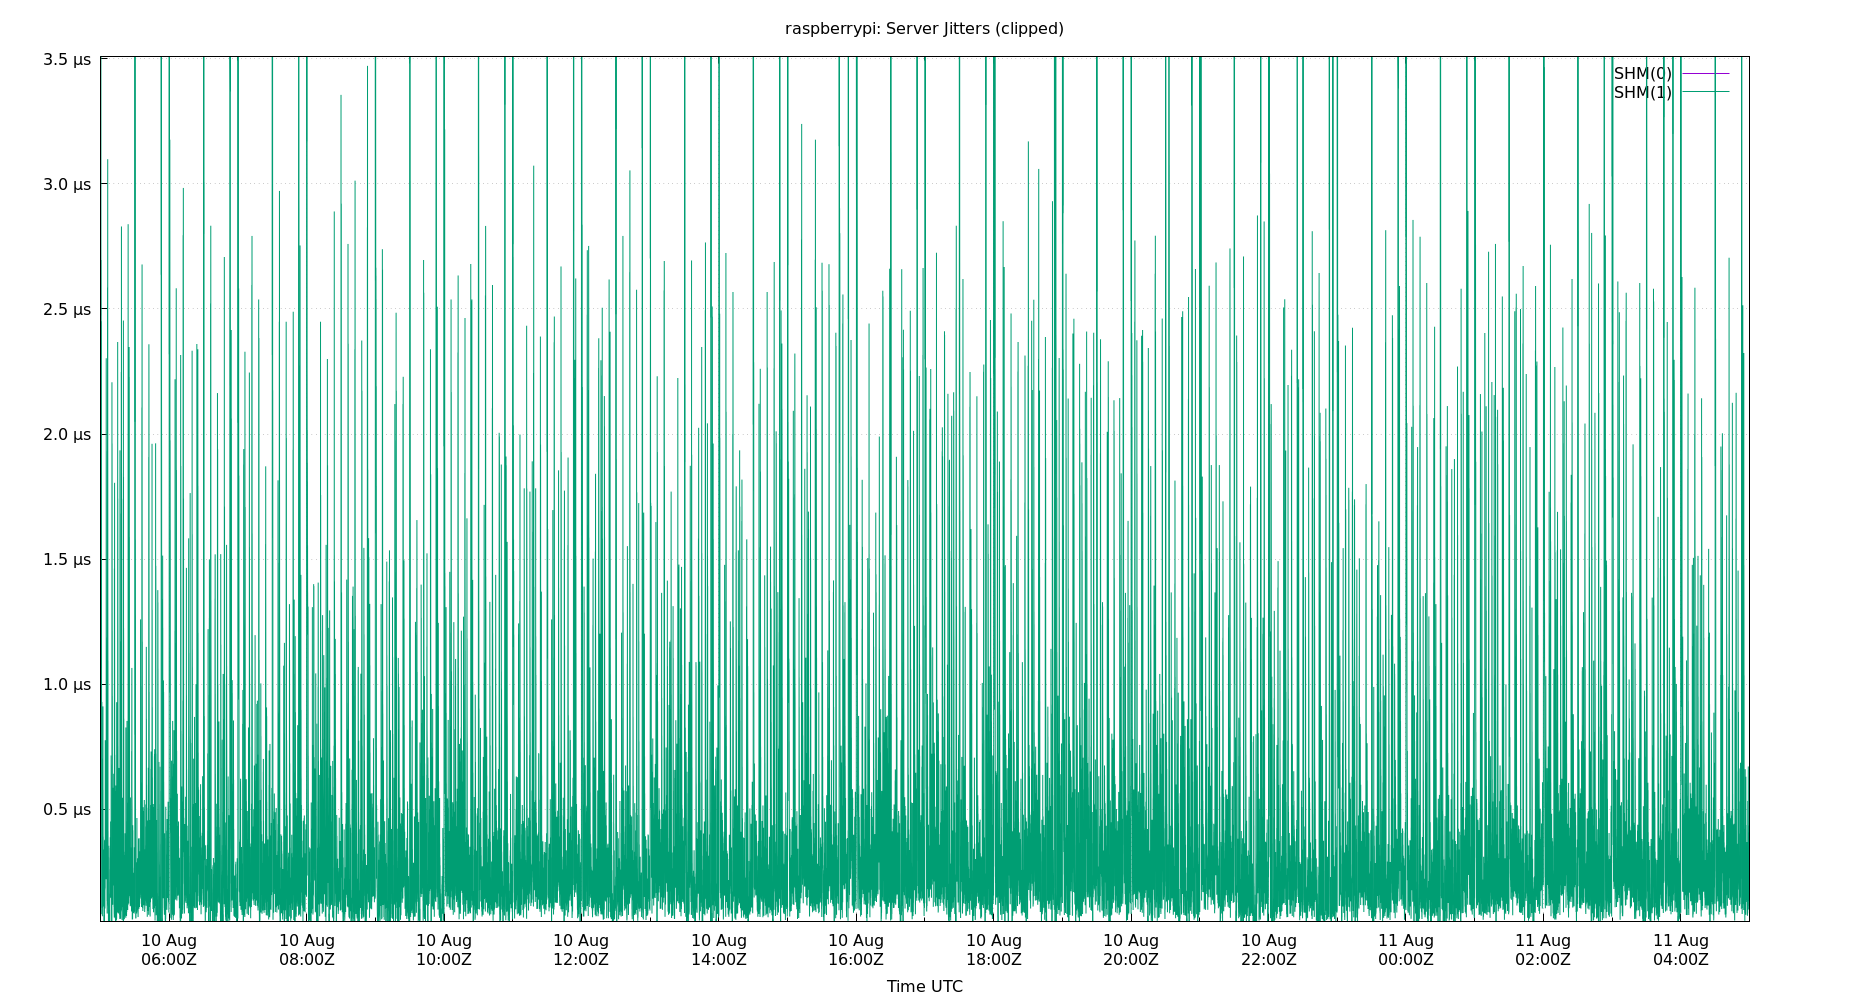 raspberrypi: Server Jitters (clipped)
3.5 µs
3.0 µs
2.5 µs
2.0 µs
1.5 µs
1.0 µs
0.5 µs
SHM(0)
SHM(1)
10 Aug 10 Aug 10 Aug 10 Aug 10 Aug 10 Aug 10 Aug 10 Aug 10 Aug 11 Aug 11 Aug 11 Aug
06:00Z 08:00Z 10:00Z 12:00Z 14:00Z 16:00Z 18:00Z 20:00Z 22:00Z 00:00Z 02:00Z 04:00Z
Time UTC